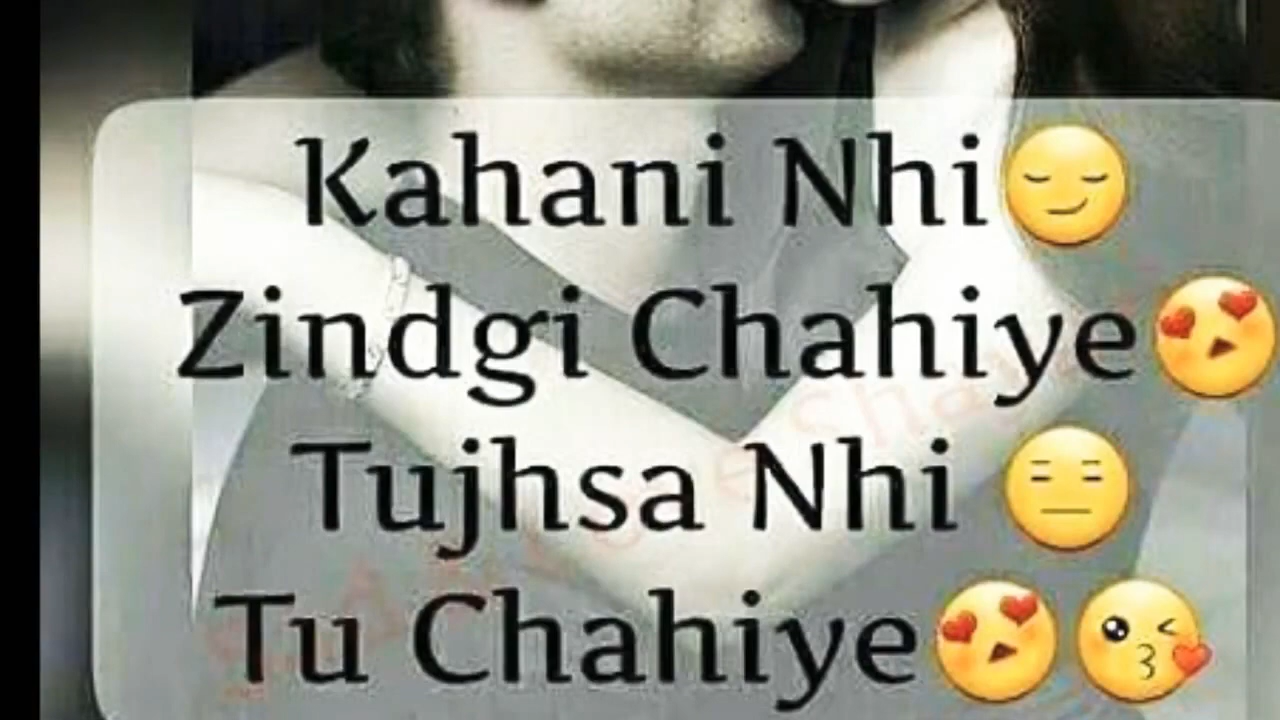 Kahani Nhi😏
Zindgi Chahiye😍
Tujhsa Nhi 😑
Tu Chahiye😍😘